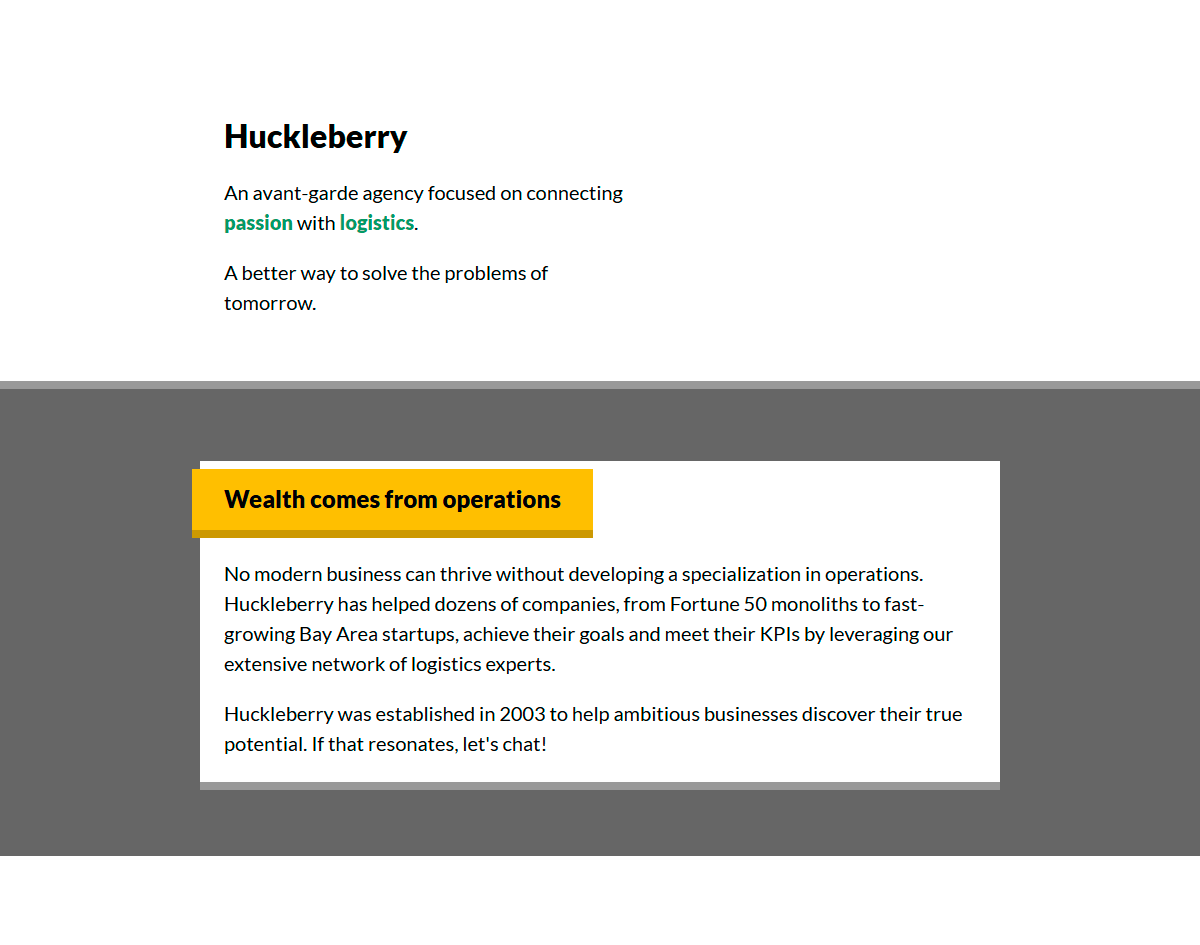 Huckleberry
An avant-garde agency focused on connecting
passion with logistics.
A better way to solve the problems of
tomorrow.
Wealth comes from operations
No modern business can thrive without developing a specialization in operations.
Huckleberry has helped dozens of companies, from Fortune 50 monoliths to fast-
growing Bay Area startups, achieve their goals and meet their KPIs by leveraging our
extensive network of logistics experts.
Huckleberry was established in 2003 to help ambitious businesses discover their true
potential. If that resonates, let's chat!